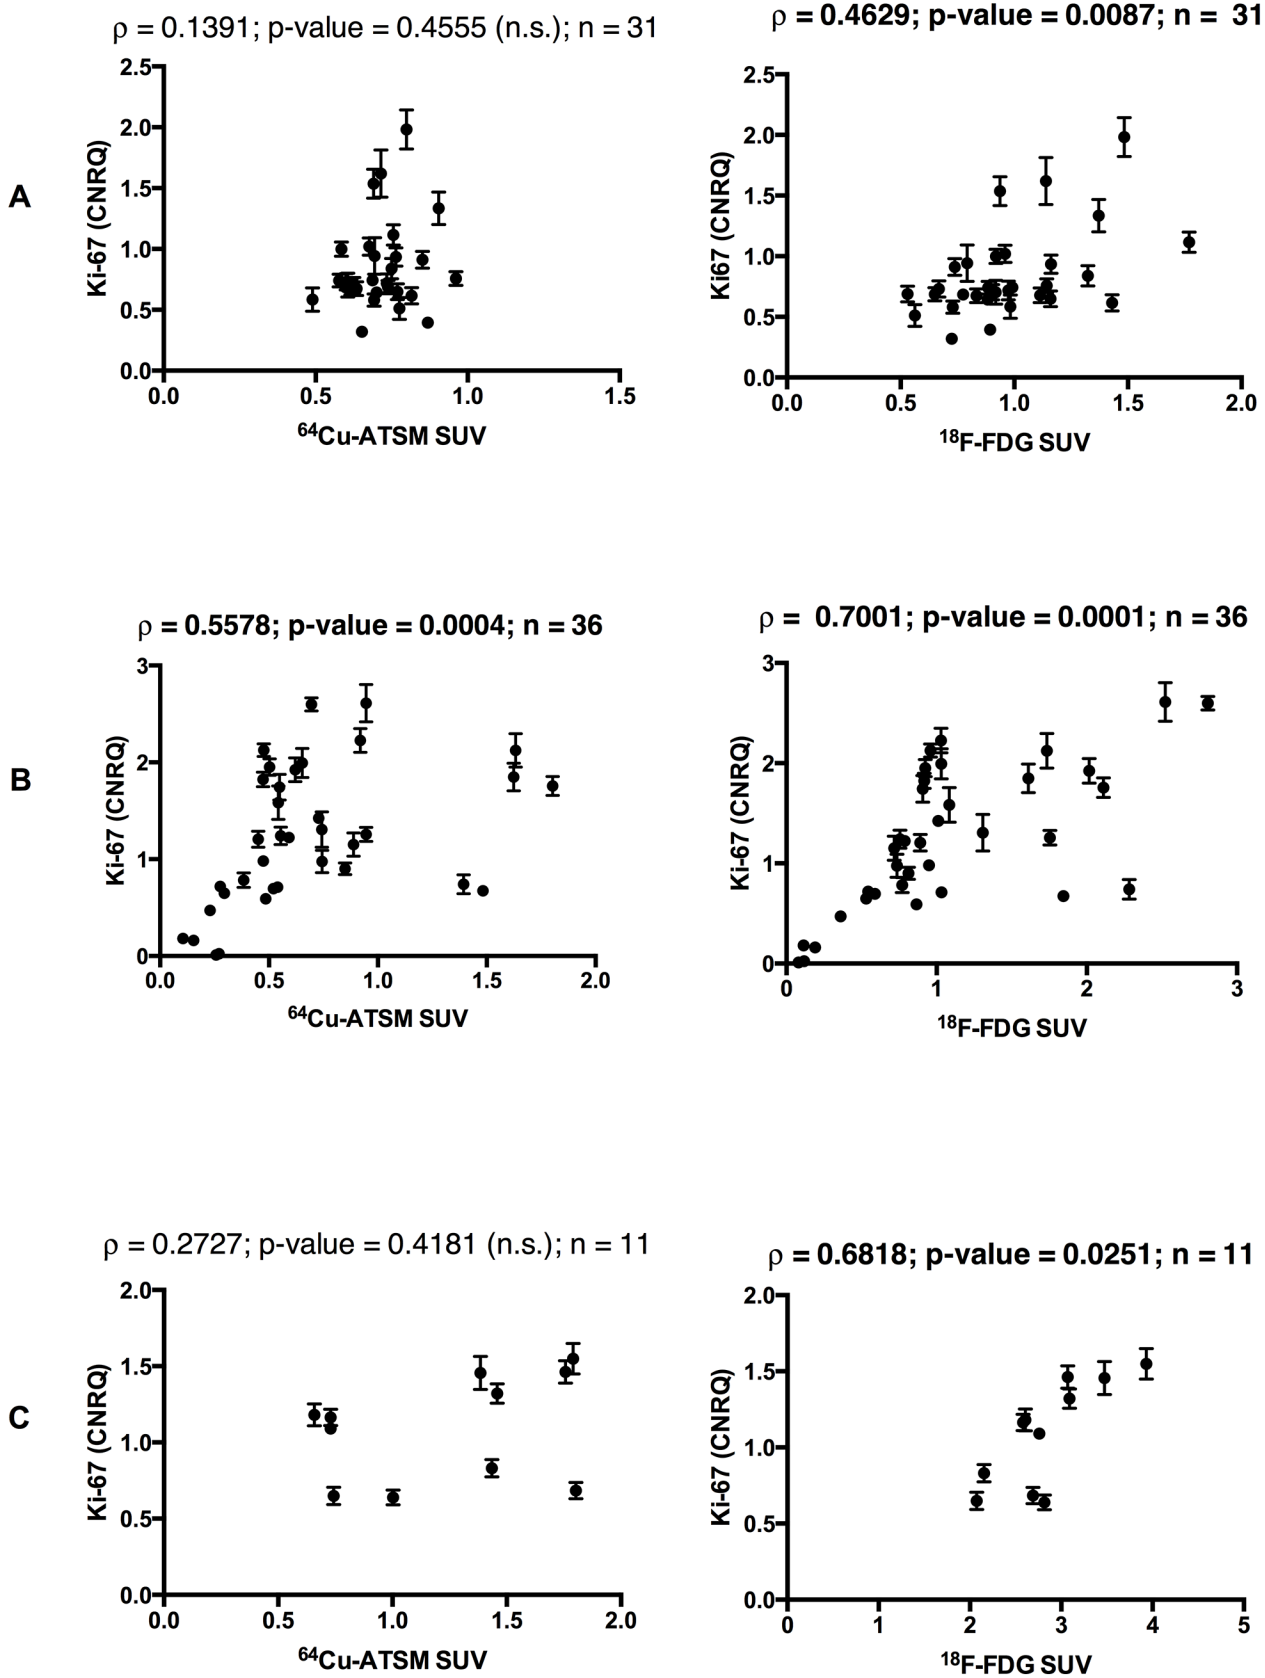 ρ = 0.1391; p-value = 0.4555 (n.s.); n = 31
ρ = 0.4629; p-value = 0.0087; n = 31
A
Ki-67 (CNRQ)
2.5
2.0
1.5
1.0
0.5
0.0
0.0 0.5 1.0 1.5
64Cu-ATSM SUV
Ki67 (CNRQ)
2.5
2.0
1.5
1.0
0.5
0.0
0.0 0.5 1.0 1.5 2.0
18F-FDG SUV
ρ = 0.5578; p-value = 0.0004; n = 36
ρ = 0.7001; p-value = 0.0001; n = 36
B
Ki-67 (CNRQ)
3
2
1
0
0.0 0.5 1.0 1.5 2.0
64Cu-ATSM SUV
Ki-67 (CNRQ)
3
2
1
0
0 1 2 3
18F-FDG SUV
ρ = 0.2727; p-value = 0.4181 (n.s.); n = 11
ρ = 0.6818; p-value = 0.0251; n = 11
C
Ki-67 (CNRQ)
2.0
1.5
1.0
0.5
0.0
0.0 0.5 1.0 1.5 2.0
64Cu-ATSM SUV
Ki-67 (CNRQ)
2.0
1.5
1.0
0.5
0.0
0 1 2 3 4 5
18F-FDG SUV